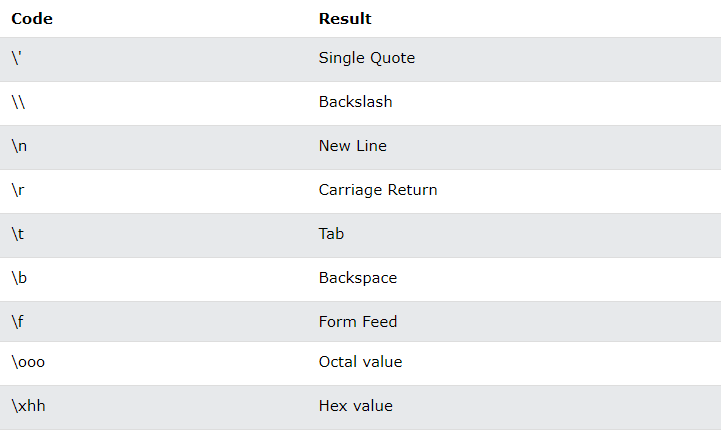 Code Result
\' Single Quote
\\ Backslash
\n New Line
\r Carriage Return
\t Tab
\b Backspace
\f Form Feed
\ooo Octal value
\xhh Hex value